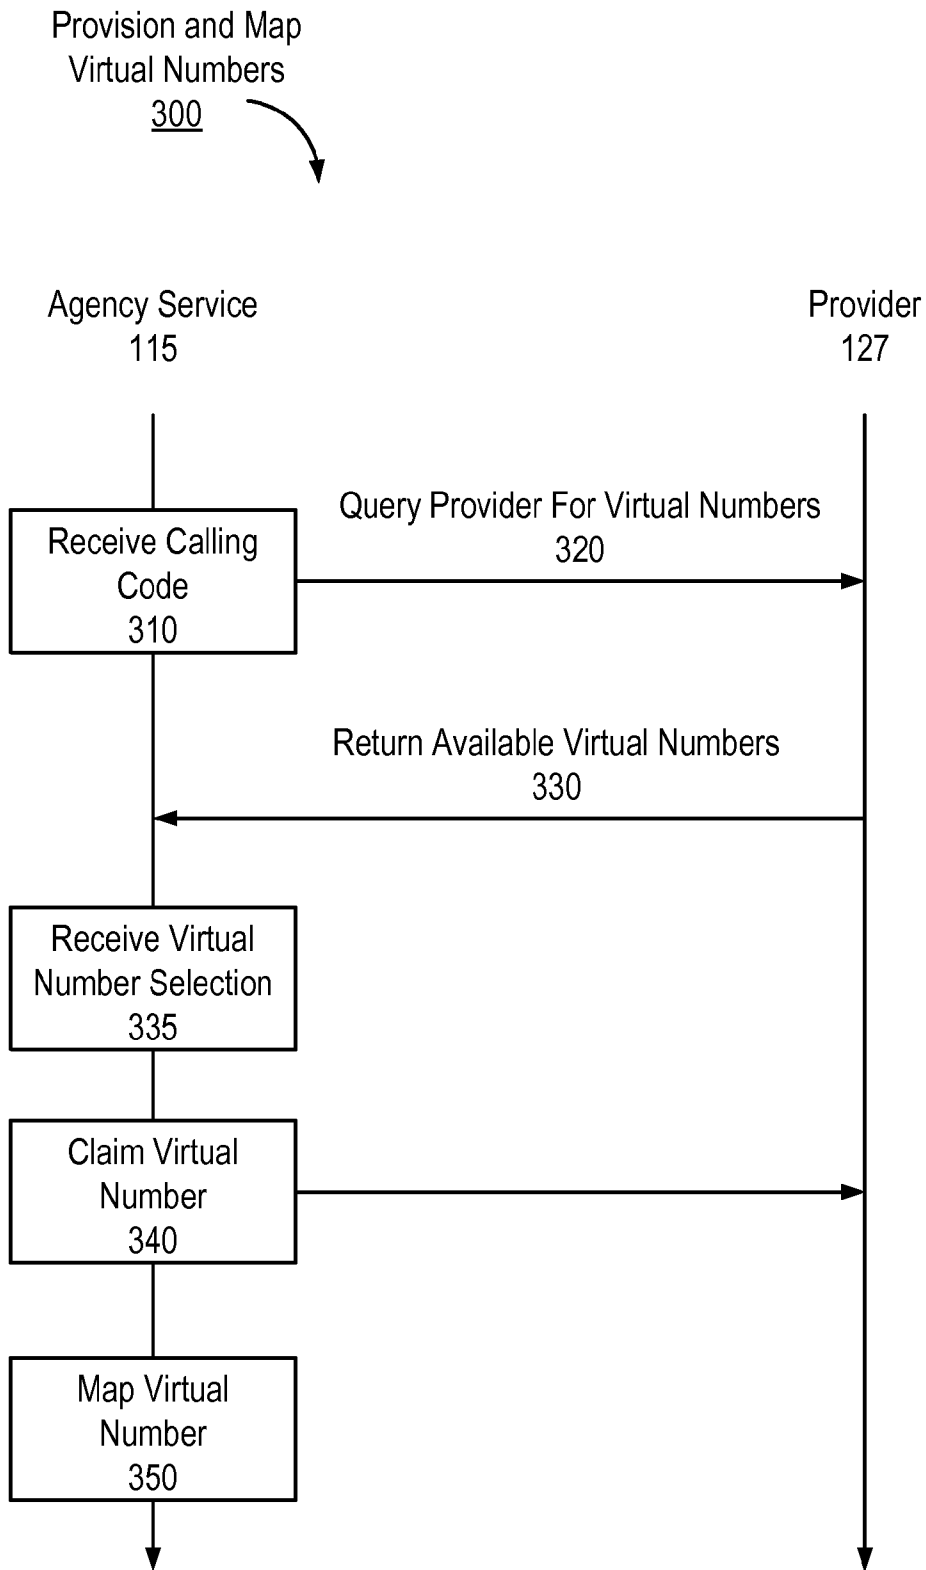 Provision and Map
Virtual Numbers
300
Agency Service
115
Provider
127
Query Provider For Virtual Numbers
320
Receive Calling
Code
310
Return Available Virtual Numbers
330
Receive Virtual
Number Selection
335
Claim Virtual
Number
340
Map Virtual
Number
350